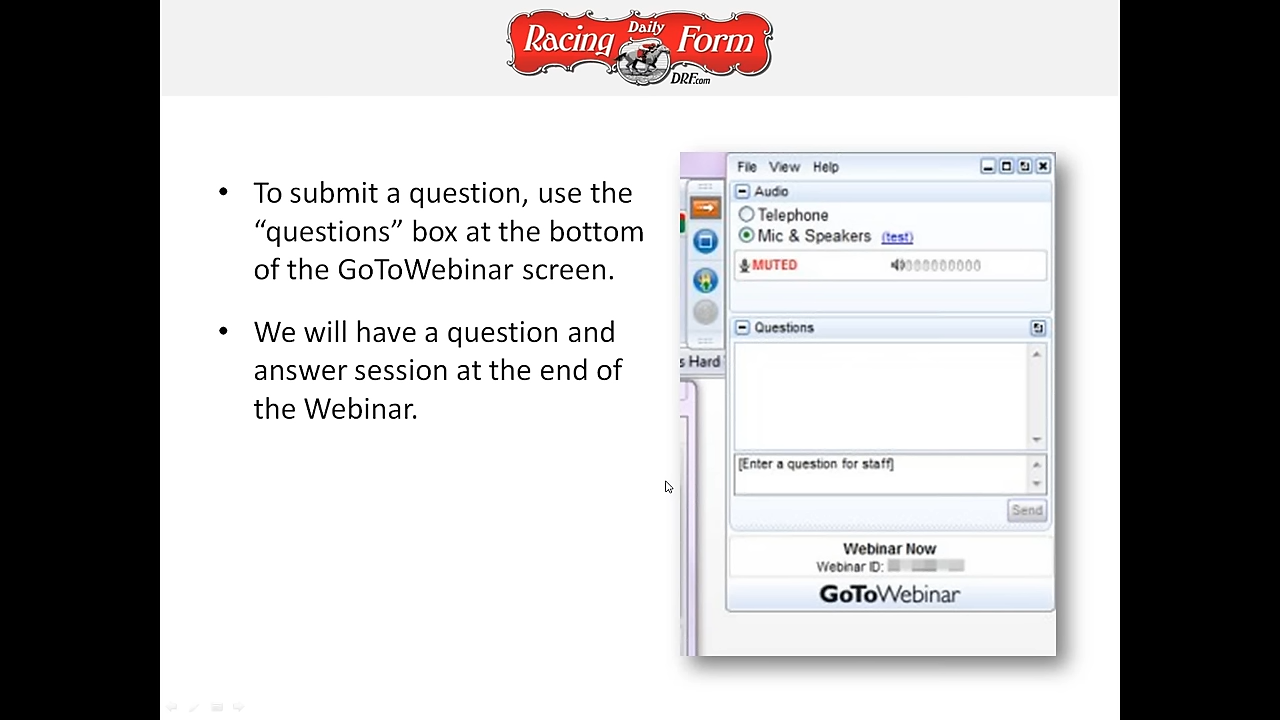 Racing Daily Form
DRF.com
• To submit a question, use the
“questions” box at the bottom
of the GoToWebinar screen.
• We will have a question and
answer session at the end of
the Webinar.
File View Help
Audio
Telephone
Mic & Speakers (test)
MUTED
Questions
s Hard
[Enter a question for staff]
Send
Webinar Now
Webinar ID:
GoToWebinar